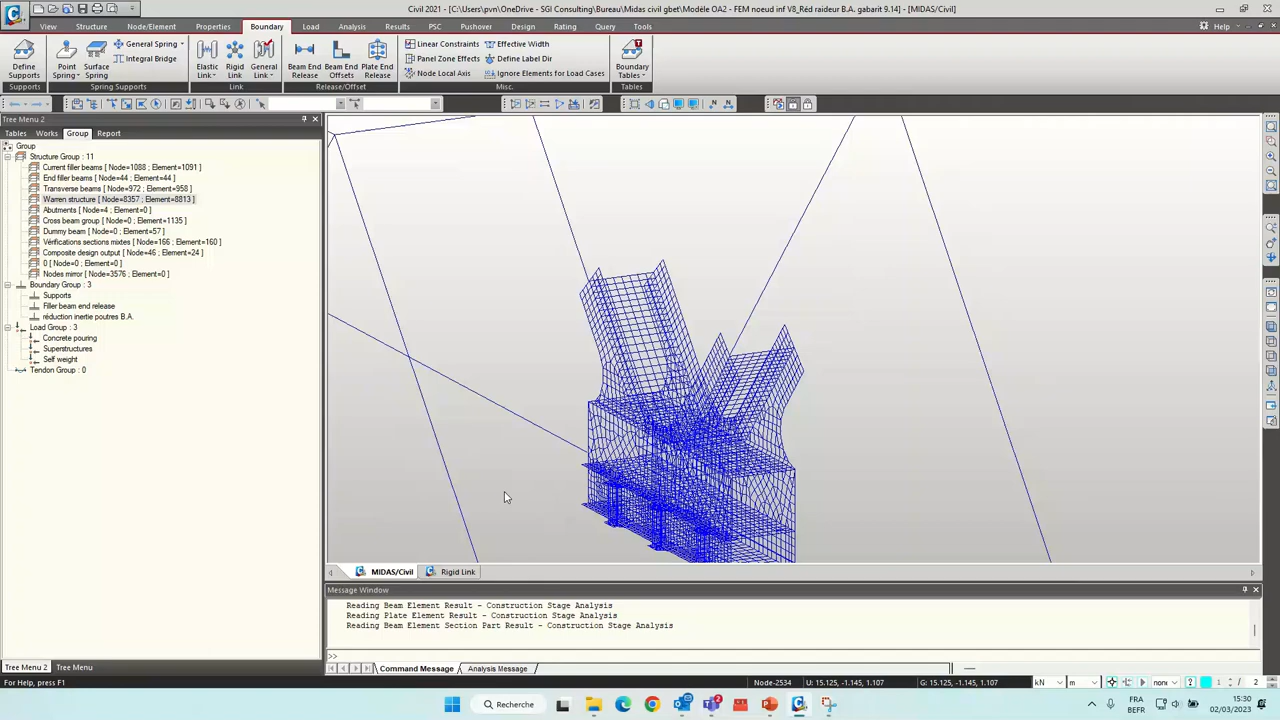 Civil 2021 - [C:\Users\pvn\OneDrive - SGI Consulting\Bureau\Midas civil gbet\Modèle OA2 - FEM noeud inf V8_Réd raideur B.A. gabarit 9.14] - [MIDAS/Civil]
View Structure Node/Element Properties Boundary Load Analysis Results PSC Pushover Design Rating Query Tools Help
Define Supports
Point Spring
Surface Spring
General Spring
Integral Bridge
Elastic Link
Rigid Link
General Link
Beam End Release
Beam End Offsets
Plate End Release
Linear Constraints
Effective Width
Panel Zone Effects
Define Label Dir
Node Local Axis
Ignore Elements for Load Cases
Boundary Tables
Supports Spring Supports Link Release/Offset Misc. Tables
Tree Menu 2
Tables Works Group Report
Group
Structure Group : 11
Current filler beams [ Node=1088 ; Element=1091 ]
End filler beams [ Node=44 ; Element=44 ]
Transverse beams [ Node=972 ; Element=958 ]
Warren structure [ Node=8357 ; Element=8813 ]
Abutments [ Node=4 ; Element=0 ]
Cross beam group [ Node=0 ; Element=1135 ]
Dummy beam [ Node=0 ; Element=57 ]
Vérifications sections mixtes [ Node=166 ; Element=160 ]
Composite design output [ Node=46 ; Element=24 ]
0 [ Node=0 ; Element=0 ]
Nodes mirror [ Node=3576 ; Element=0 ]
Boundary Group : 3
Supports
Filler beam end release
réduction inertie poutres B.A.
Load Group : 3
Concrete pouring
Superstructures
Self weight
Tendon Group : 0
MIDAS/Civil Rigid Link
Message Window
Reading Beam Element Result - Construction Stage Analysis
Reading Plate Element Result - Construction Stage Analysis
Reading Beam Element Section Part Result - Construction Stage Analysis
>>
Tree Menu 2 Tree Menu
Command Message Analysis Message
For Help, press F1
Node-2534 U: 15.125, -1.145, 1.107 G: 15.125, -1.145, 1.107 kN m none ? 1 / 2
Recherche
FRA
BEFR
15:30
02/03/2023